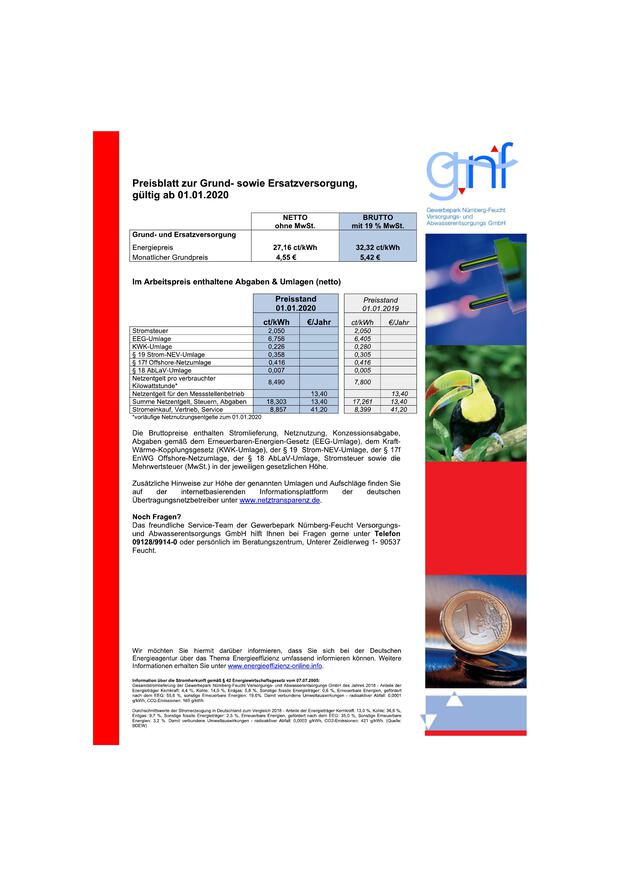 gnf
Gewerbepark Nürnberg-Feucht
Versorgungs- und
Abwasserentsorgungs GmbH
Preisblatt zur Grund- sowie Ersatzversorgung,
gültig ab 01.01.2020
NETTO BRUTTO
ohne MwSt. mit 19 % MwSt.
Grund- und Ersatzversorgung
Energiepreis 27,16 ct/kWh 32,32 ct/kWh
Monatlicher Grundpreis 4,55 € 5,42 €
Im Arbeitspreis enthaltene Abgaben & Umlagen (netto)
Preisstand Preisstand
01.01.2020 01.01.2019
ct/kWh €/Jahr ct/kWh €/Jahr
Stromsteuer 2,050 2,050
EEG-Umlage 6,756 6,405
KWK-Umlage 0,226 0,280
§ 19 Strom-NEV-Umlage 0,358 0,305
§ 17f Offshore-Netzumlage 0,416 0,416
§ 18 AbLaV-Umlage 0,007 0,005
Netzentgelt pro verbrauchter
Kilowattstunde* 8,490 7,800
Netzentgelt für den Messstellenbetrieb 13,40 13,40
Summe Netzentgelt, Steuern, Abgaben 18,303 13,40 17,261 13,40
Stromeinkauf, Vertrieb, Service 8,857 41,20 8,399 41,20
*vorläufige Netznutzungsentgelte zum 01.01.2020
Die Bruttopreise enthalten Stromlieferung, Netznutzung, Konzessionsabgabe,
Abgaben gemäß dem Erneuerbaren-Energien-Gesetz (EEG-Umlage), dem Kraft-
Wärme-Kopplungsgesetz (KWK-Umlage), der § 19 Strom-NEV-Umlage, der § 17f
EnWG Offshore-Netzumlage, der § 18 AbLaV-Umlage, Stromsteuer sowie die
Mehrwertsteuer (MwSt.) in der jeweiligen gesetzlichen Höhe.
Zusätzliche Hinweise zur Höhe der genannten Umlagen und Aufschläge finden Sie
auf der internetbasierenden Informationsplattform der deutschen
Übertragungsnetzbetreiber unter www.netztransparenz.de.
Noch Fragen?
Das freundliche Service-Team der Gewerbepark Nürnberg-Feucht Versorgungs-
und Abwasserentsorgungs GmbH hilft Ihnen bei Fragen gerne unter Telefon
09128/9914-0 oder persönlich im Beratungszentrum, Unterer Zeidlerweg 1- 90537
Feucht.
Wir möchten Sie hiermit darüber informieren, dass Sie sich bei der Deutschen
Energieagentur über das Thema Energieeffizienz umfassend informieren können. Weitere
Informationen erhalten Sie unter www.energieeffizienz-online.info.
Information über die Stromherkunft gemäß § 42 Energiewirtschaftsgesetz vom 07.07.2005:
Gesamtstromlieferung der Gewerbepark Nürnberg-Feucht Versorgungs- und Abwasserentsorgungs GmbH des Jahres 2018 - Anteile der
Energieträger Kernkraft: 4,4 %, Kohle: 14,0 %, Erdgas: 5,8 %, Sonstige fossile Energieträger: 0,6 %, Erneuerbare Energien, gefördert
nach dem EEG: 55,6 %, sonstige Erneuerbare Energien: 19,6%. Damit verbundene Umweltauswirkungen - radioaktiver Abfall: 0,0001
g/kWh, CO2-Emissionen: 165 g/kWh.
Durchschnittswerte der Stromerzeugung in Deutschland zum Vergleich 2018 - Anteile der Energieträger Kernkraft: 13,0 %, Kohle: 36,6 %,
Erdgas: 9,7 %, Sonstige fossile Energieträger: 2,5 %, Erneuerbare Energien, gefördert nach dem EEG: 35,0 %, Sonstige Erneuerbare
Energien: 3,2 %. Damit verbundene Umweltauswirkungen - radioaktiver Abfall: 0,0003 g/kWh, CO2-Emissionen: 421 g/kWh. (Quelle:
BDEW)